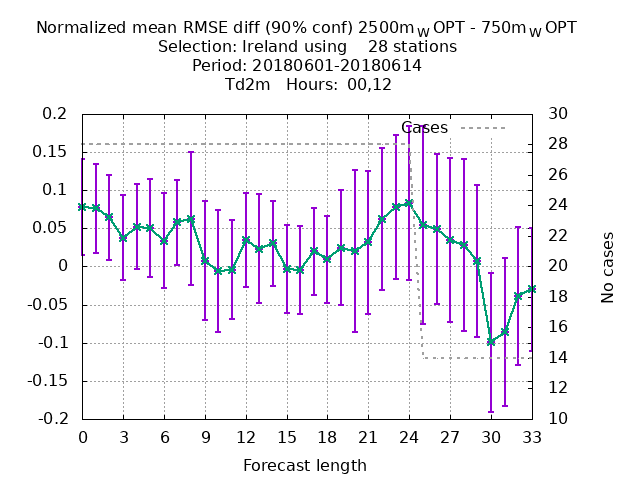 Normalized mean RMSE diff (90% conf) 2500m_W OPT - 750m_W OPT
Selection: Ireland using    28 stations
Period: 20180601-20180614
Td2m   Hours:  00,12
Cases
0.2
0.15
0.1
0.05
0
-0.05
-0.1
-0.15
-0.2
30
28
26
24
22
20
18
16
14
12
10
No cases
0 3 6 9 12 15 18 21 24 27 30 33
Forecast length